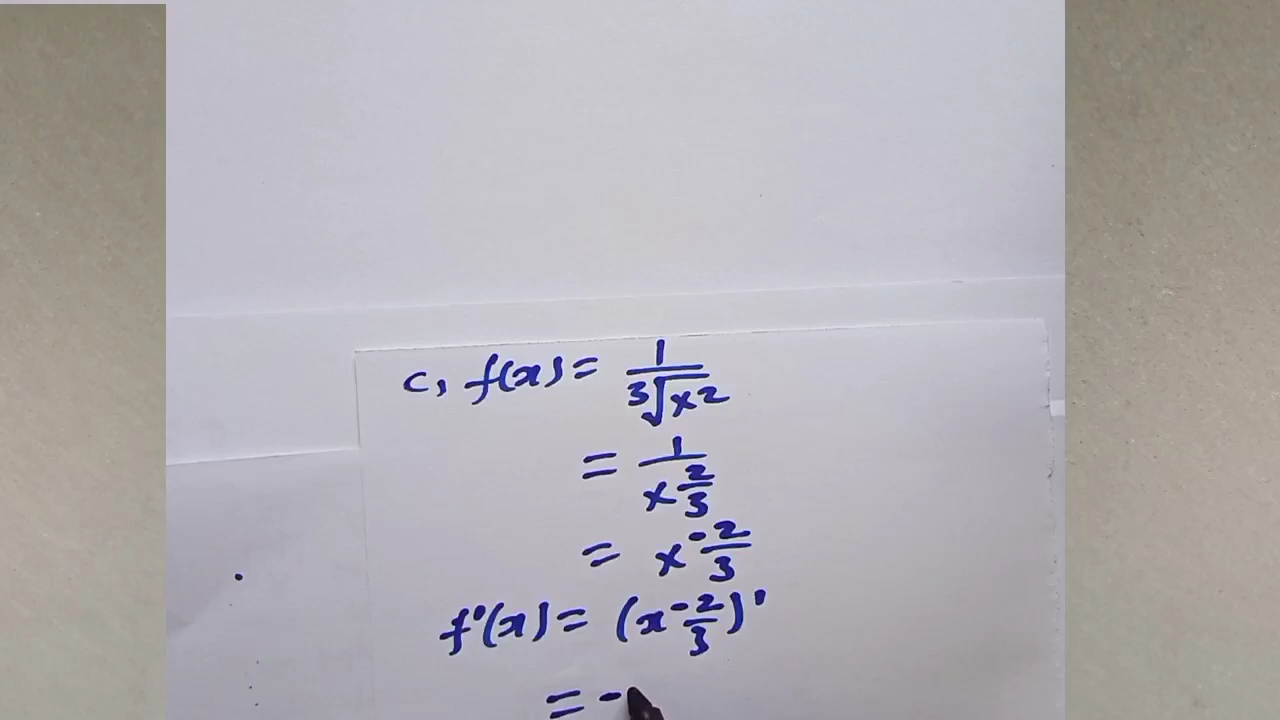 c, f(x) = 1/∛x²
= 1/x^(2/3)
= x^(-2/3)
f'(x) = (x^(-2/3))'
= -